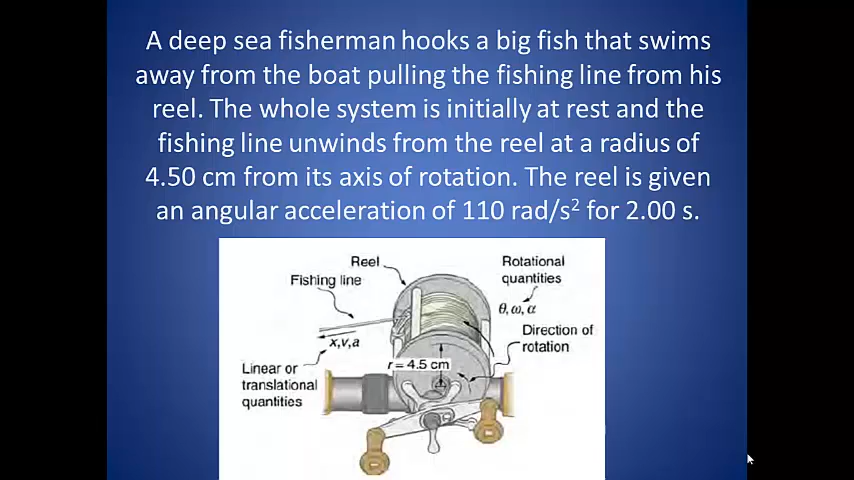 A deep sea fisherman hooks a big fish that swims
away from the boat pulling the fishing line from his
reel. The whole system is initially at rest and the
fishing line unwinds from the reel at a radius of
4.50 cm from its axis of rotation. The reel is given
an angular acceleration of 110 rad/s² for 2.00 s.
Reel
Fishing line
Rotational
quantities
θ, ω, α
x,v,a
Direction of
rotation
r = 4.5 cm
Linear or
translational
quantities